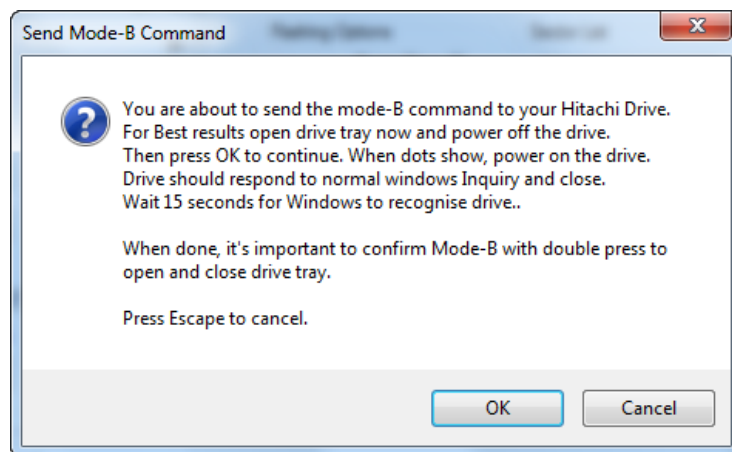 Send Mode-B Command
Flashing Options
Sector List
You are about to send the mode-B command to your Hitachi Drive.
For Best results open drive tray now and power off the drive.
Then press OK to continue. When dots show, power on the drive.
Drive should respond to normal windows Inquiry and close.
Wait 15 seconds for Windows to recognise drive..
When done, it's important to confirm Mode-B with double press to
open and close drive tray.
Press Escape to cancel.
OK
Cancel